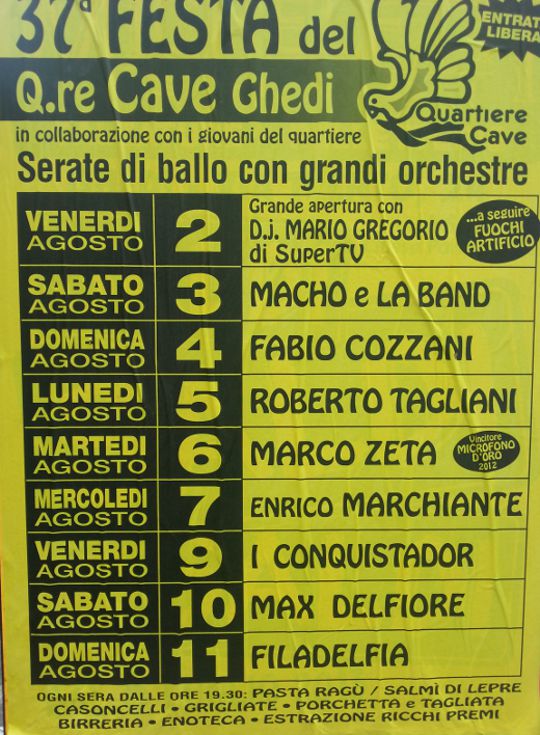 37ª FESTA del
ENTRATA
LIBERA
Q.re Cave Ghedi
Quartiere
Cave
in collaborazione con i giovani del quartiere
Serate di ballo con grandi orchestre
VENERDI
AGOSTO
2
Grande apertura con
D.j. MARIO GREGORIO
di SuperTV
...a seguire
FUOCHI
ARTIFICIO
SABATO
AGOSTO
3
MACHO e LA BAND
DOMENICA
AGOSTO
4
FABIO COZZANI
LUNEDI
AGOSTO
5
ROBERTO TAGLIANI
MARTEDI
AGOSTO
6
MARCO ZETA
Vincitore
MICROFONO
D'ORO
2012
MERCOLEDI
AGOSTO
7
ENRICO MARCHIANTE
VENERDI
AGOSTO
9
I CONQUISTADOR
SABATO
AGOSTO
10
MAX DELFIORE
DOMENICA
AGOSTO
11
FILADELFIA
OGNI SERA DALLE ORE 19.30: PASTA RAGÙ / SALMÌ DI LEPRE
CASONCELLI • GRIGLIATE • PORCHETTA e TAGLIATA
BIRRERIA • ENOTECA • ESTRAZIONE RICCHI PREMI